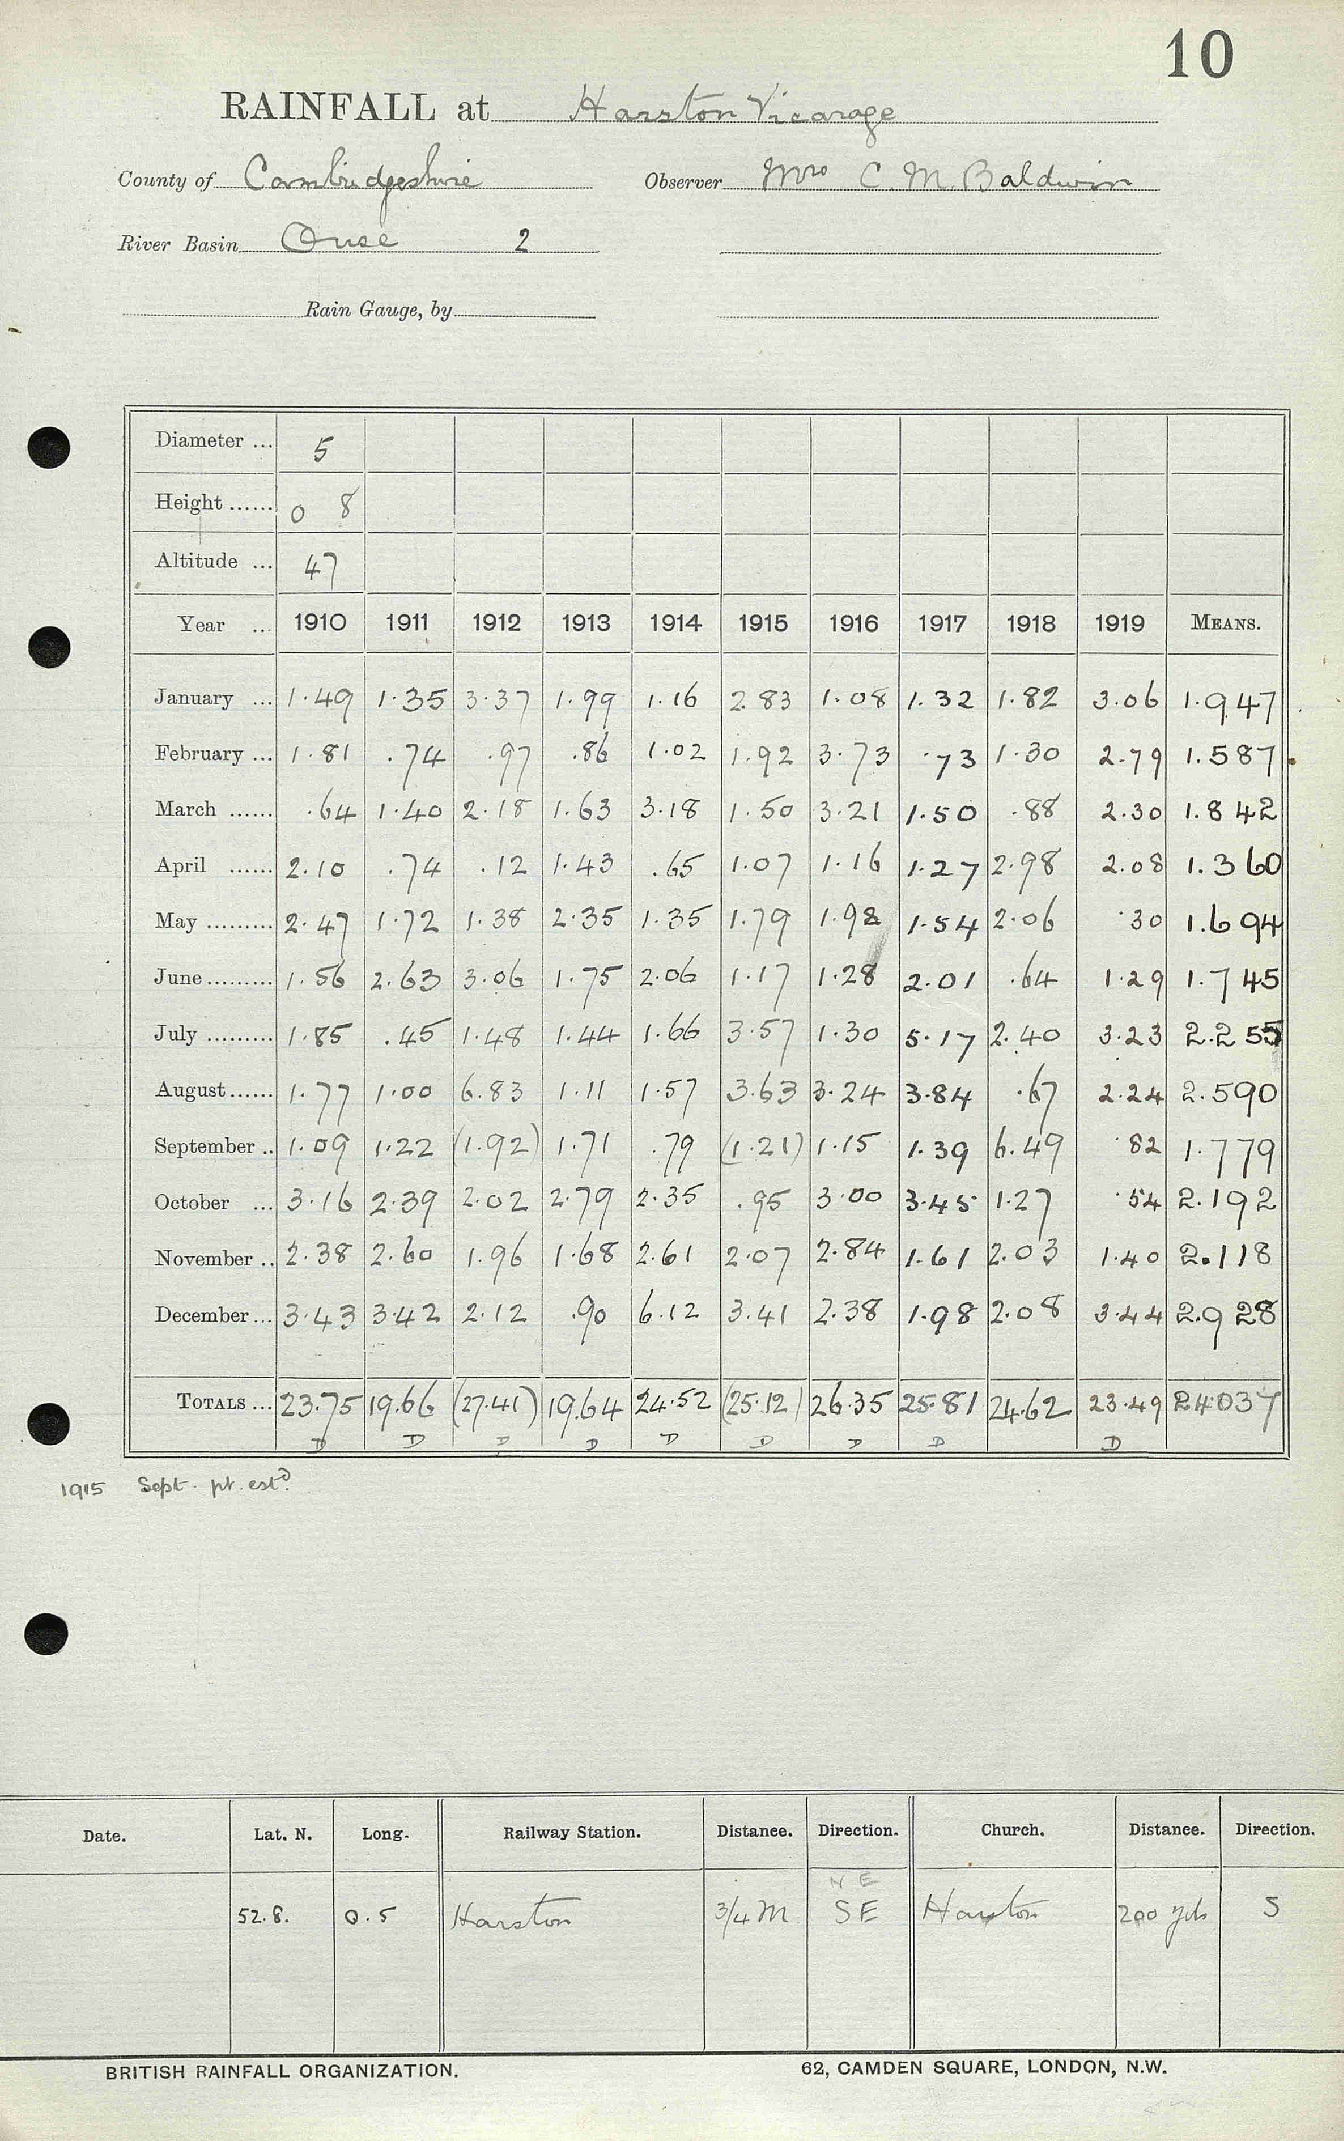 10
RAINFALL at Harston Vicarage
County of Cambridgeshire Observer Mrs C. M. Baldwin
River Basin Ouse 2
Rain Gauge, by
Diameter ... 5
Height ...... 0 8
Altitude ... 47
Year ... 1910 1911 1912 1913 1914 1915 1916 1917 1918 1919 MEANS.
January ... 1.49 1.35 3.37 1.99 1.16 2.83 1.08 1.32 1.82 3.06 1.947
February ... 1.81 .74 .97 .86 1.02 1.92 3.73 .73 1.30 2.79 1.587
March ...... .64 1.40 2.18 1.63 3.18 1.50 3.21 1.50 .88 2.30 1.842
April ...... 2.10 .74 .12 1.43 .65 1.07 1.16 1.27 2.98 2.08 1.360
May ......... 2.47 1.72 1.38 2.35 1.35 1.79 1.98 1.54 2.06 .30 1.694
June ......... 1.56 2.63 3.06 1.75 2.06 1.17 1.28 2.01 .64 1.29 1.745
July ......... 1.85 .45 1.48 1.44 1.66 3.57 1.30 5.17 2.40 3.23 2.255
August ...... 1.77 1.00 6.83 1.11 1.57 3.63 3.24 3.84 .67 2.24 2.590
September .. 1.09 1.22 (1.92) 1.71 .79 (1.21) 1.15 1.39 6.49 .82 1.779
October ... 3.16 2.39 2.02 2.79 2.35 .95 3.00 3.45 1.27 .54 2.192
November .. 2.38 2.60 1.96 1.68 2.61 2.07 2.84 1.61 2.03 1.40 2.118
December ... 3.43 3.42 2.12 .90 6.12 3.41 2.38 1.98 2.08 3.44 2.928
TOTALS ... 23.75 19.66 (27.41) 19.64 24.52 (25.12) 26.35 25.81 24.62 23.49 24.037
D D D D D D D D D
1915 Sept. pt. estd.
Date. Lat. N. Long. Railway Station. Distance. Direction. Church. Distance. Direction.
N E
52.8. 0.5 Harston 3/4 M SE Harston 200 yds S
BRITISH RAINFALL ORGANIZATION. 62, CAMDEN SQUARE, LONDON, N.W.